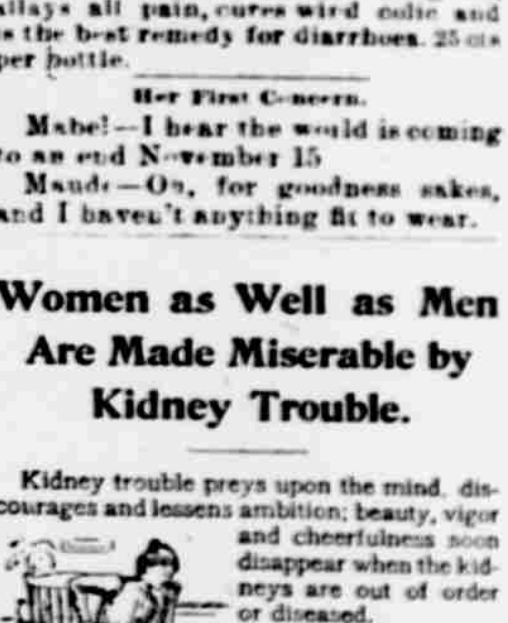 allays all pain, cures wind colic and
is the best remedy for diarrhoea. 25 cts
per bottle.
Her First Concern.
Mabel—I hear the world is coming
to an end November 15
Maude—Oh, for goodness sakes,
and I haven't anything fit to wear.
Women as Well as Men
Are Made Miserable by
Kidney Trouble.
Kidney trouble preys upon the mind, dis-
courages and lessens ambition; beauty, vigor
and cheerfulness soon
disappear when the kid-
neys are out of order
or diseased.